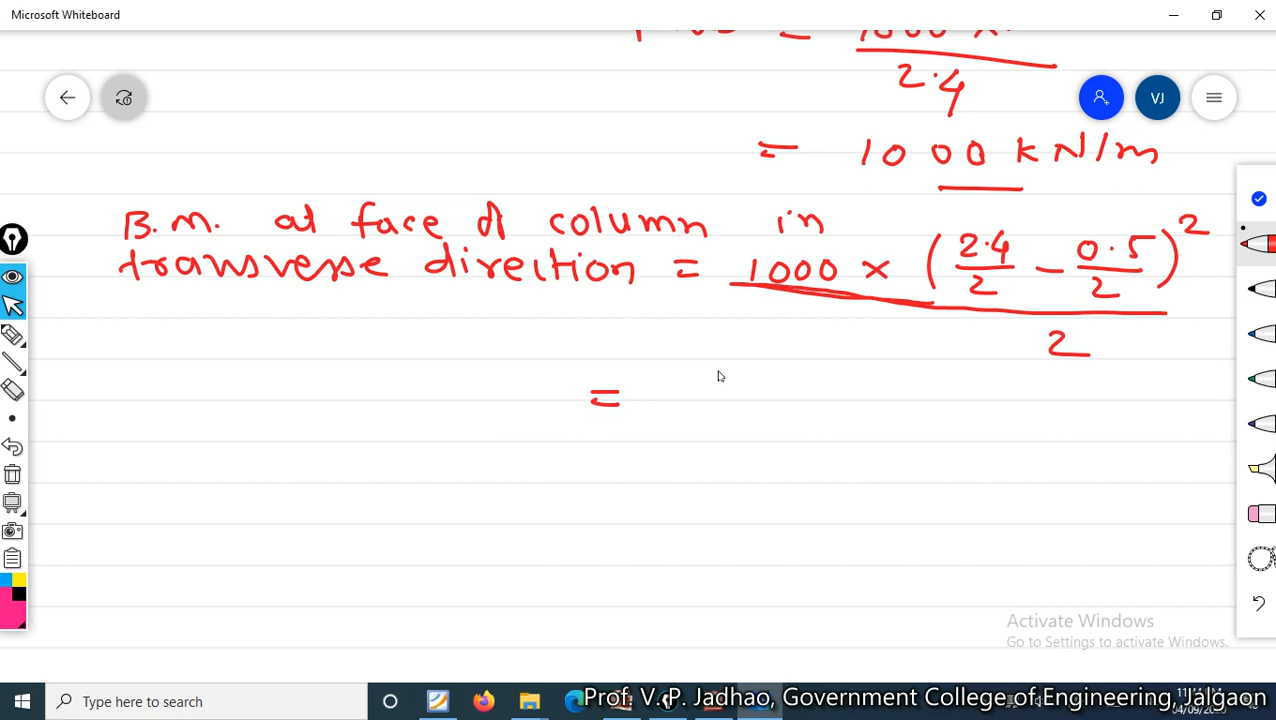 Microsoft Whiteboard
2.4
VJ
= 1000 kN/m
B.M. at face of column in
transverse direction = 1000 × (2.4/2 - 0.5/2)²
2
=
Activate Windows
Go to Settings to activate Windows.
Type here to search
Prof. V. P. Jadhao, Government College of Engineering, Jalgaon